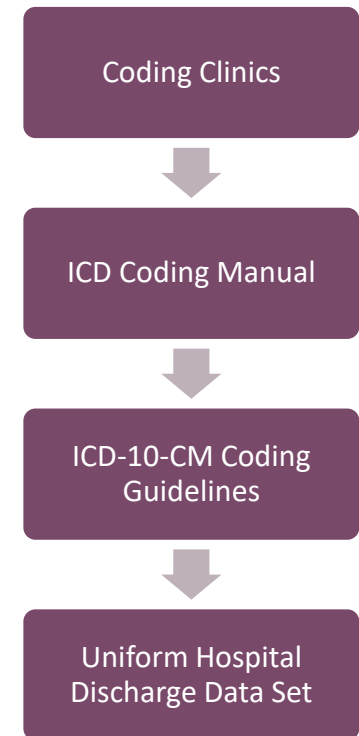 Coding Clinics
ICD Coding Manual
ICD-10-CM Coding
Guidelines
Uniform Hospital
Discharge Data Set